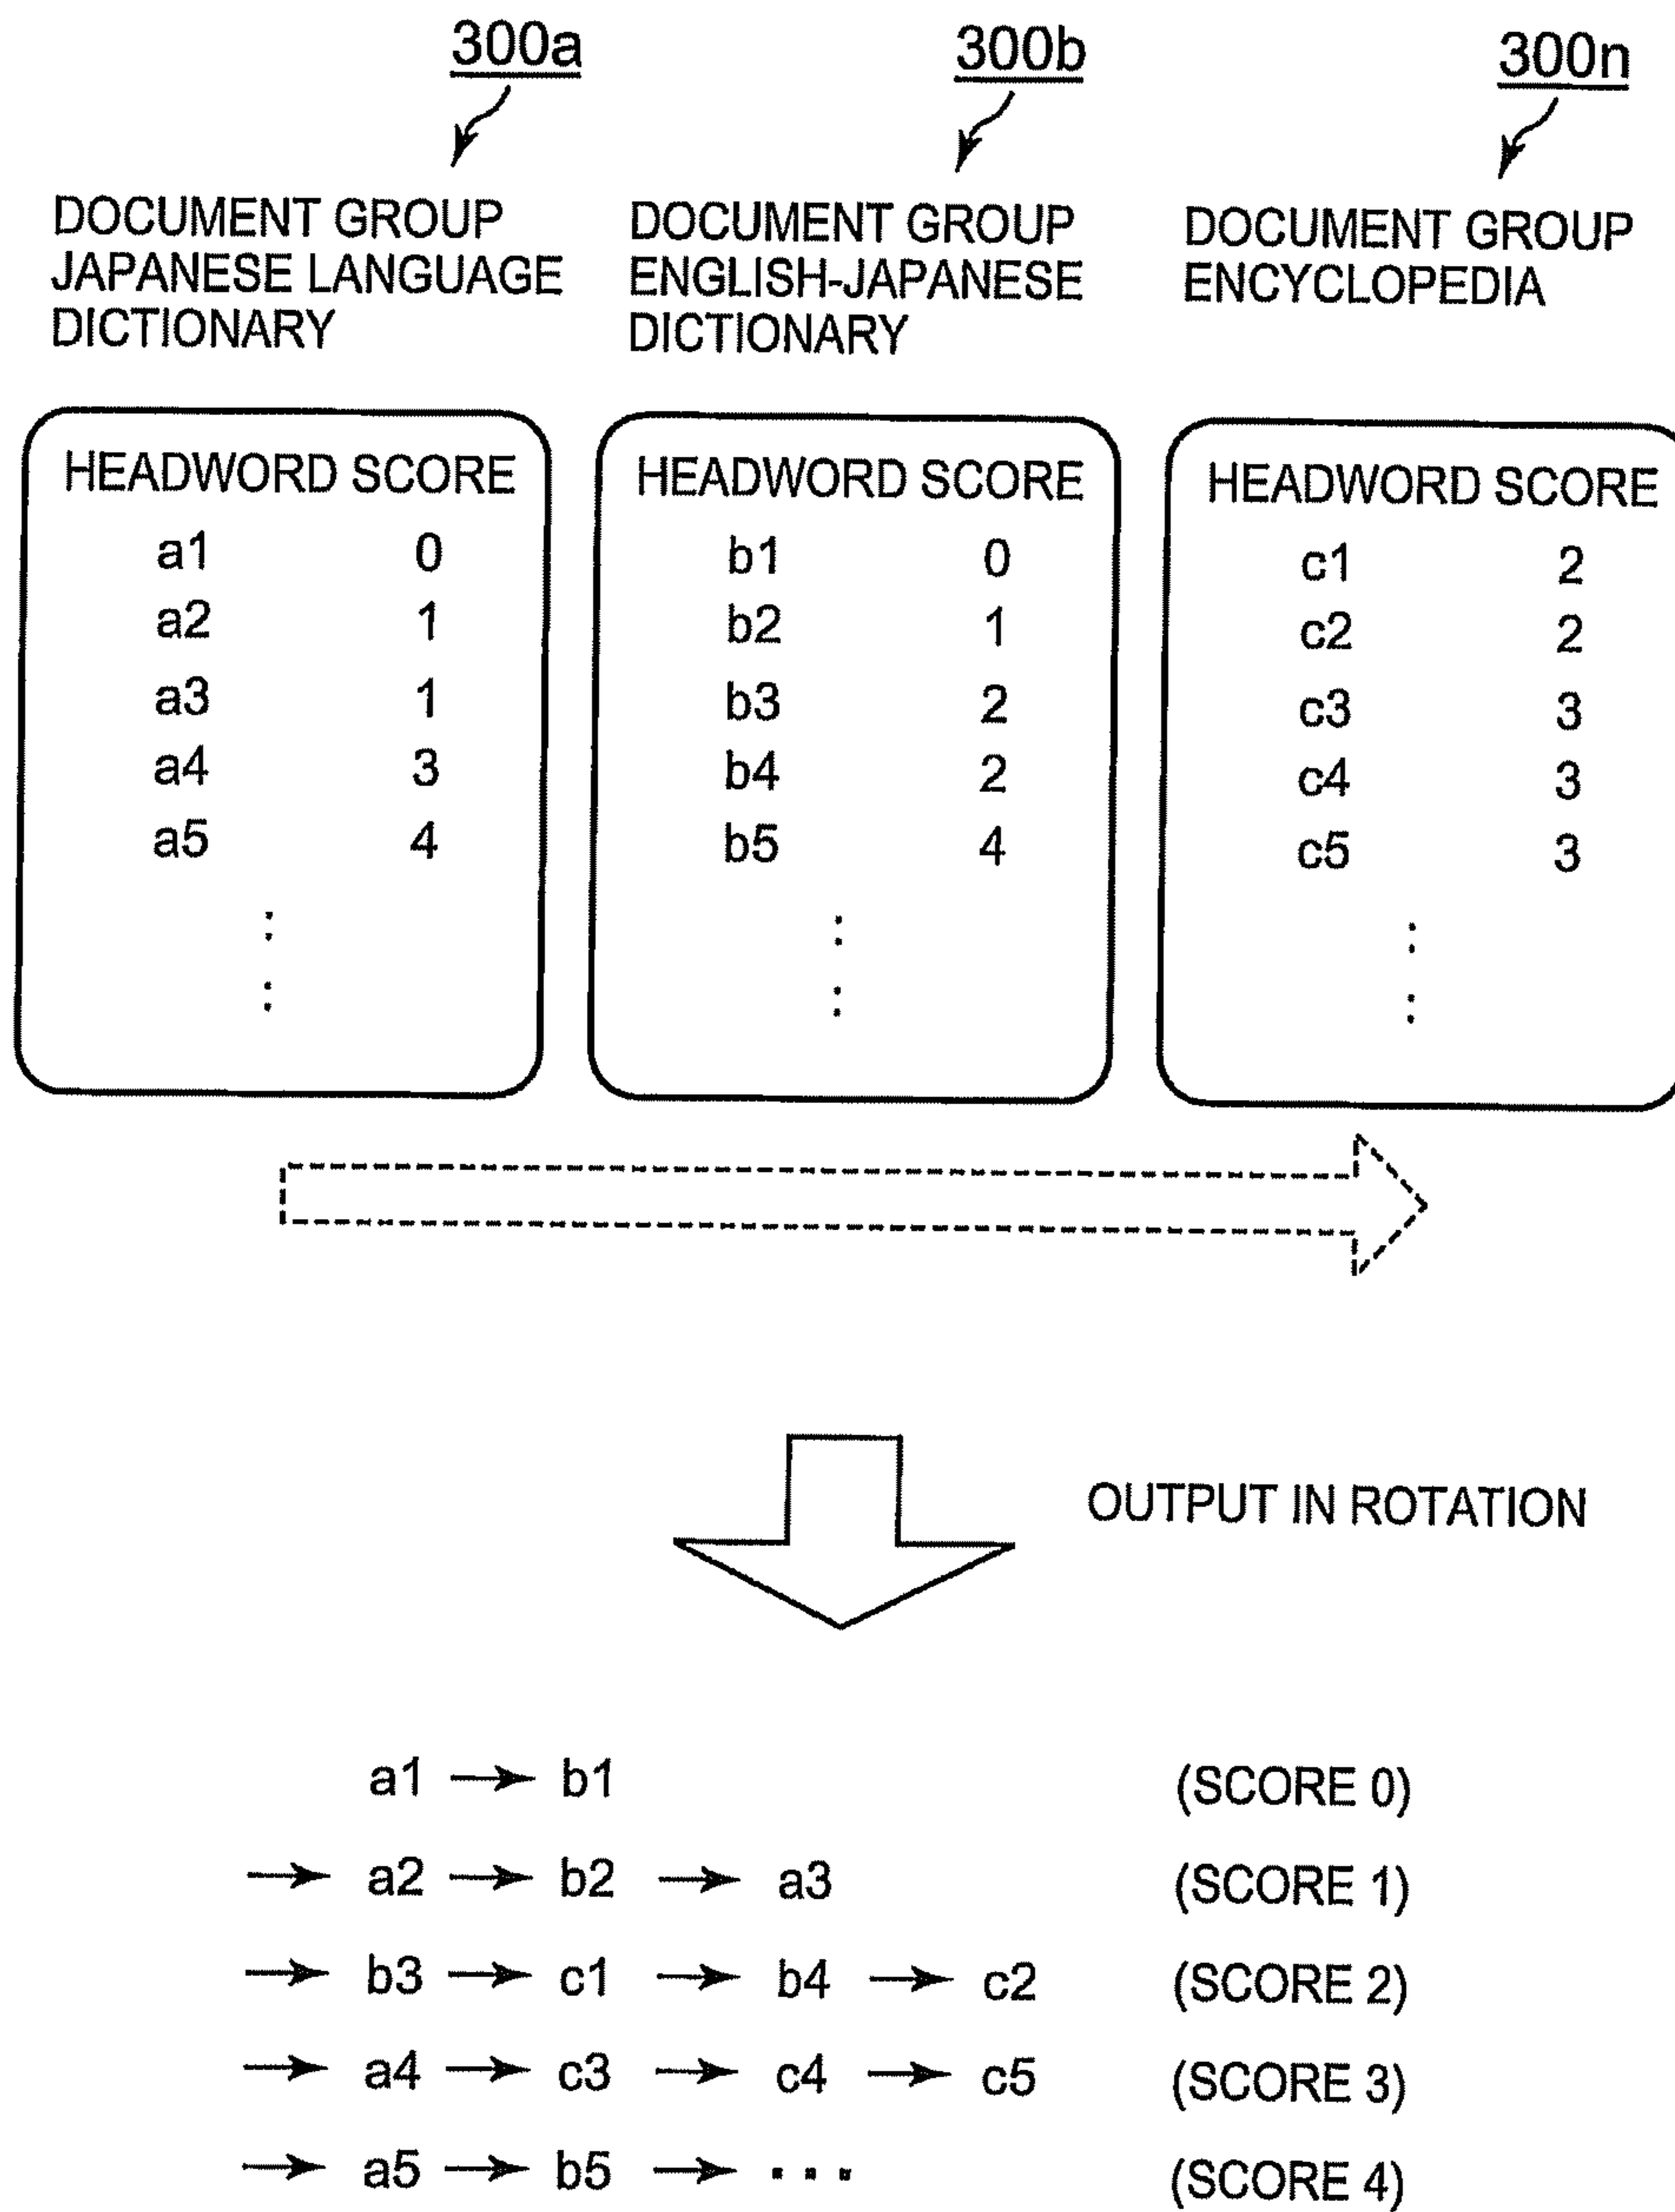 300a
300b
300n
DOCUMENT GROUP
JAPANESE LANGUAGE
DICTIONARY
DOCUMENT GROUP
ENGLISH-JAPANESE
DICTIONARY
DOCUMENT GROUP
ENCYCLOPEDIA
HEADWORD SCORE
a1 0
a2 1
a3 1
a4 3
a5 4
:
:
HEADWORD SCORE
b1 0
b2 1
b3 2
b4 2
b5 4
:
:
HEADWORD SCORE
c1 2
c2 2
c3 3
c4 3
c5 3
:
:
OUTPUT IN ROTATION
a1 → b1 (SCORE 0)
→ a2 → b2 → a3 (SCORE 1)
→ b3 → c1 → b4 → c2 (SCORE 2)
→ a4 → c3 → c4 → c5 (SCORE 3)
→ a5 → b5 → ... (SCORE 4)